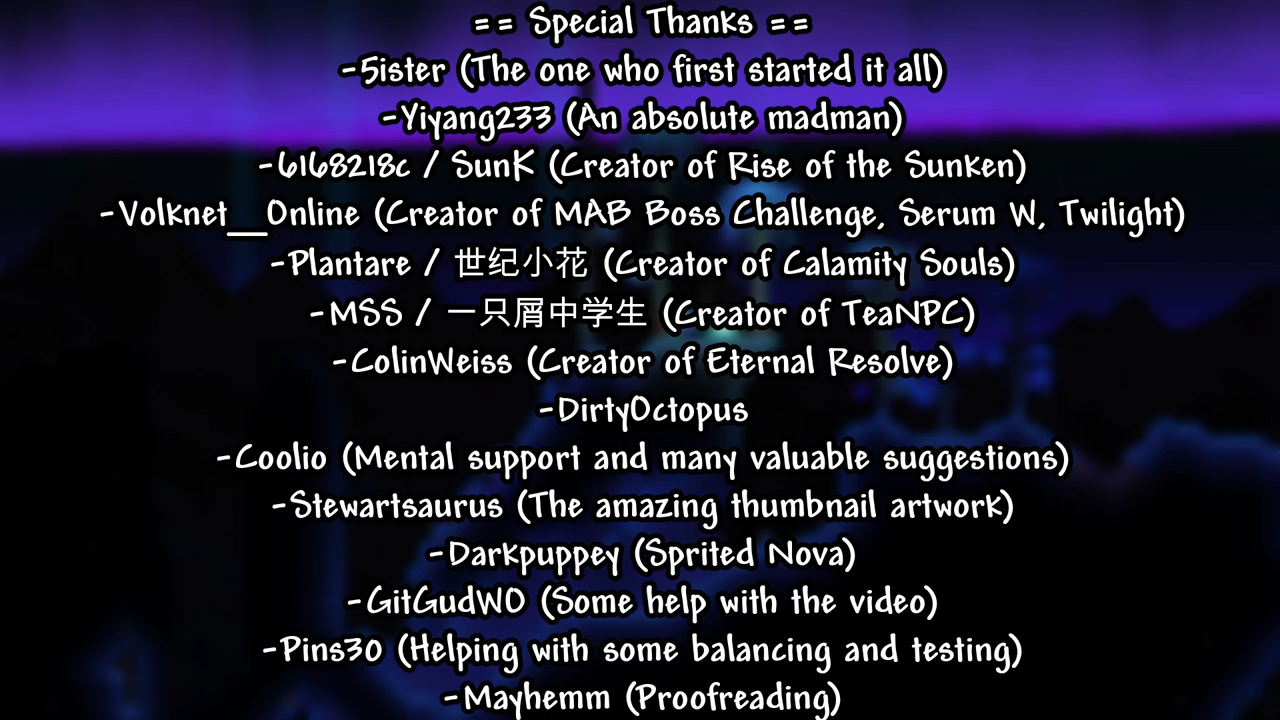 == Special Thanks ==
-5ister (The one who first started it all)
-Yiyang233 (An absolute madman)
-6168218c / SunK (Creator of Rise of the Sunken)
-Volknet__Online (Creator of MAB Boss Challenge, Serum W, Twilight)
-Plantare / 世纪小花 (Creator of Calamity Souls)
-MSS / 一只屑中学生 (Creator of TeaNPC)
-ColinWeiss (Creator of Eternal Resolve)
-DirtyOctopus
-Coolio (Mental support and many valuable suggestions)
-Stewartsaurus (The amazing thumbnail artwork)
-Darkpuppey (Sprited Nova)
-GitGudWO (Some help with the video)
-Pins30 (Helping with some balancing and testing)
-Mayhemm (Proofreading)